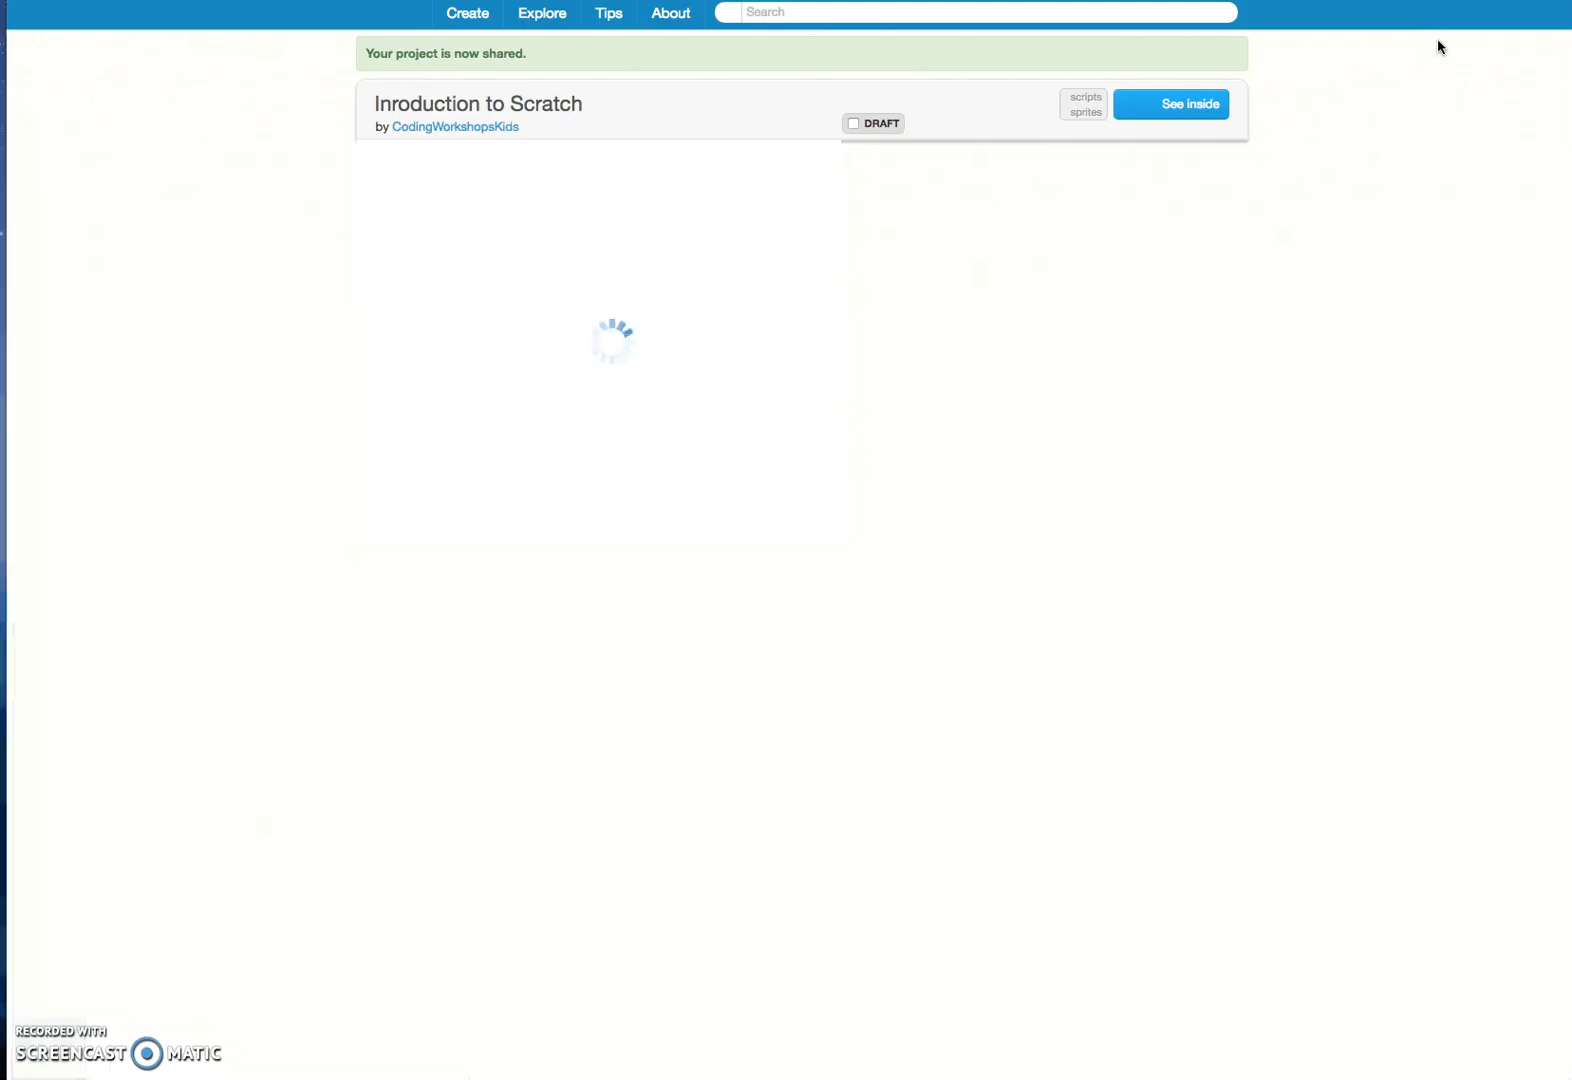 Create Explore Tips About Search
Your project is now shared.
Inroduction to Scratch
by CodingWorkshopsKids
DRAFT
scripts
sprites
See inside
RECORDED WITH
SCREENCAST MATIC